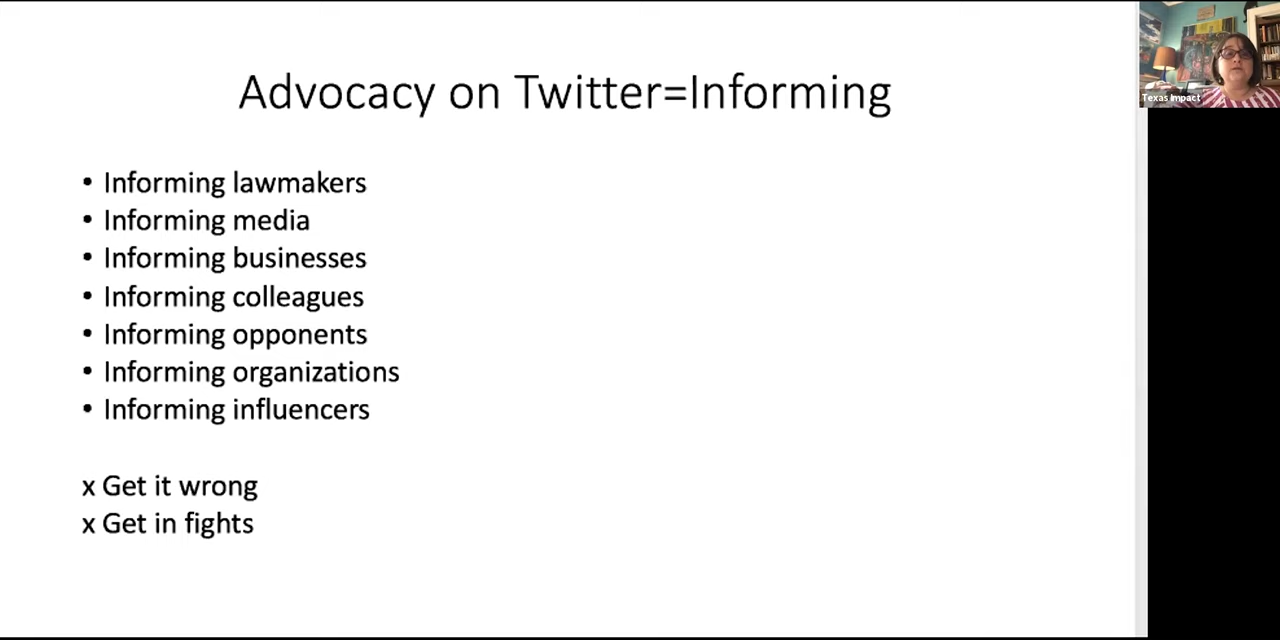 Advocacy on Twitter=Informing
• Informing lawmakers
• Informing media
• Informing businesses
• Informing colleagues
• Informing opponents
• Informing organizations
• Informing influencers
x Get it wrong
x Get in fights
Texas Impact